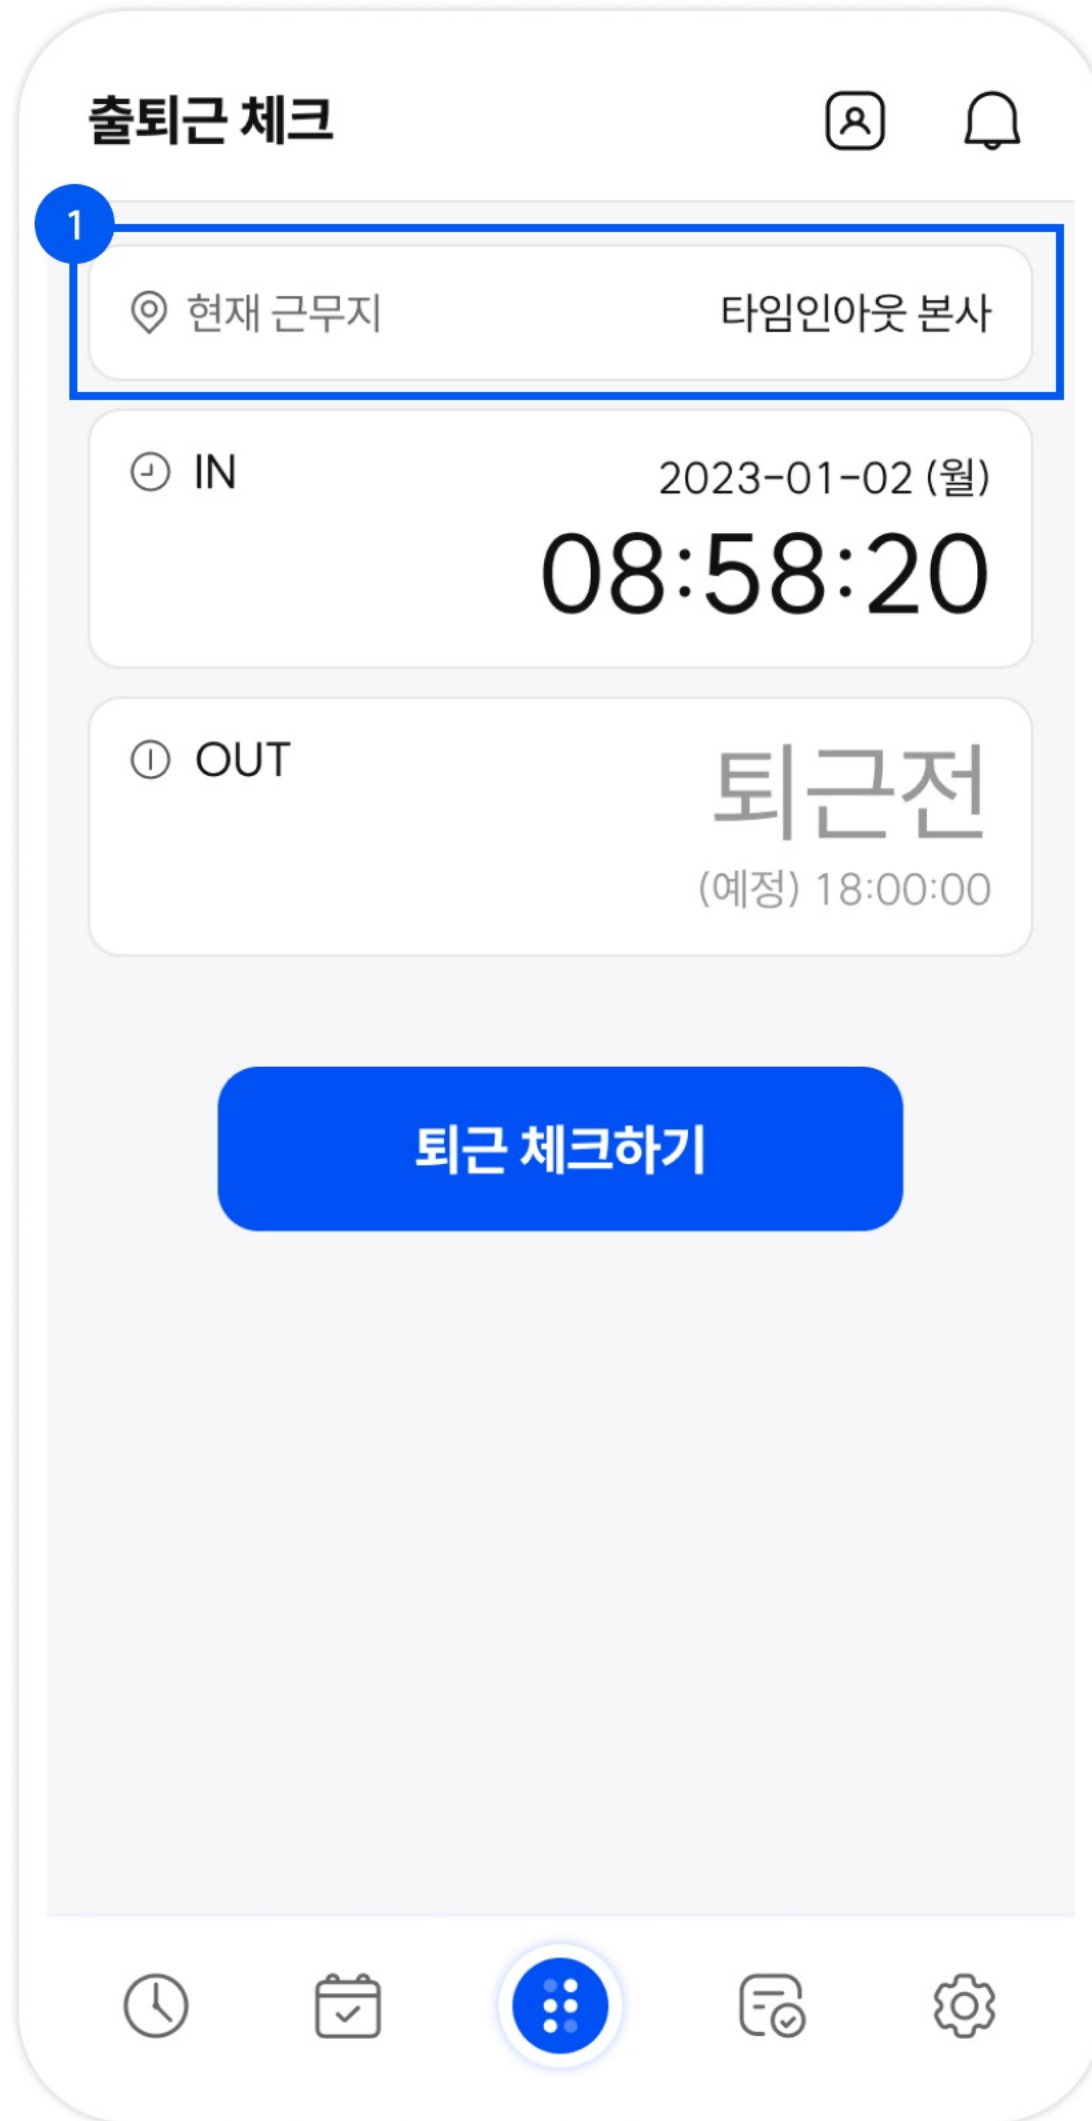 출퇴근 체크
1
현재 근무지 타임인아웃 본사
IN 2023-01-02 (월)
08:58:20
OUT 퇴근전
(예정) 18:00:00
퇴근 체크하기